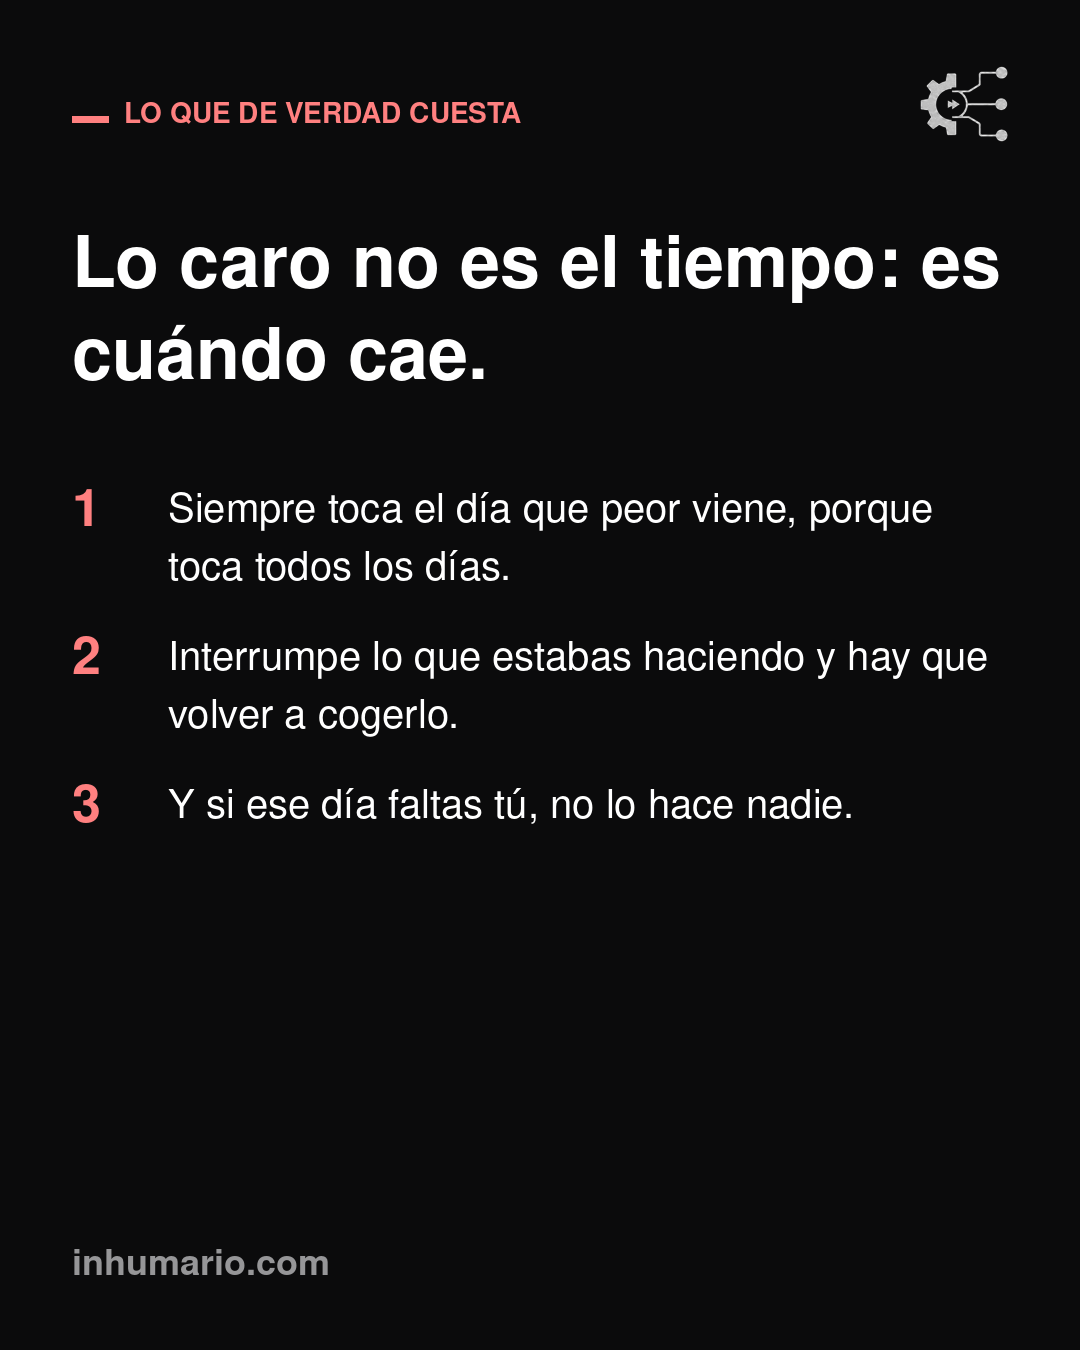 LO QUE DE VERDAD CUESTA
Lo caro no es el tiempo: es
cuándo cae.
1 Siempre toca el día que peor viene, porque
toca todos los días.
2 Interrumpe lo que estabas haciendo y hay que
volver a cogerlo.
3 Y si ese día faltas tú, no lo hace nadie.
inhumario.com